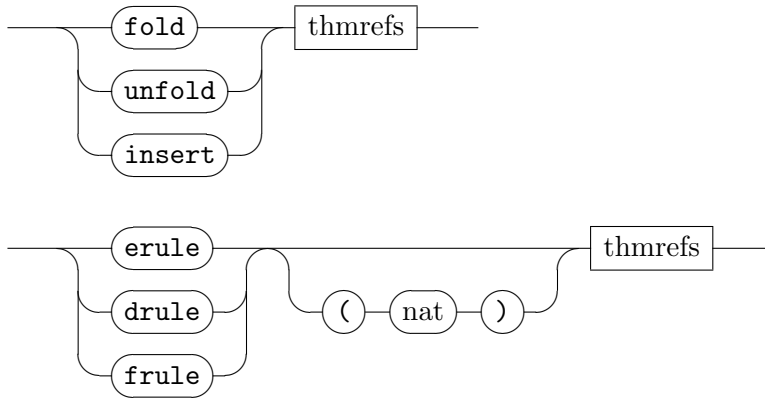 fold thmrefs
unfold
insert
erule thmrefs
drule ( nat )
frule